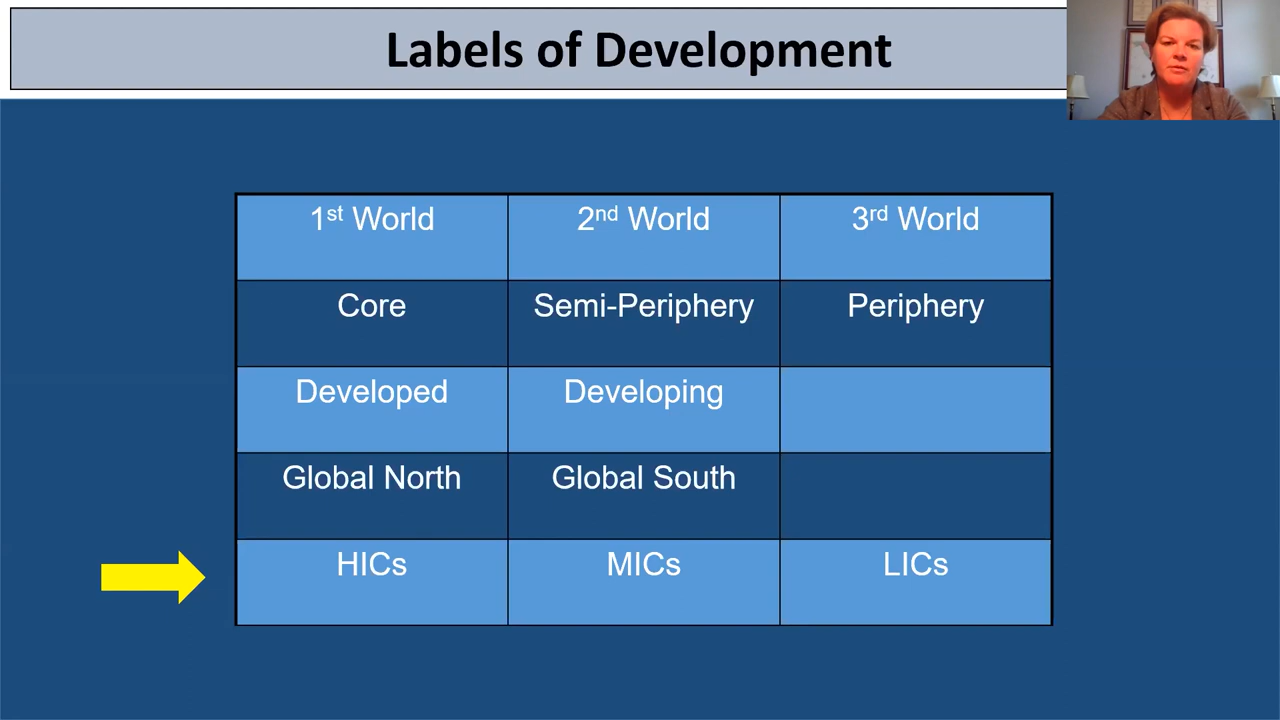 Labels of Development
1st World 2nd World 3rd World
Core Semi-Periphery Periphery
Developed Developing
Global North Global South
HICs MICs LICs